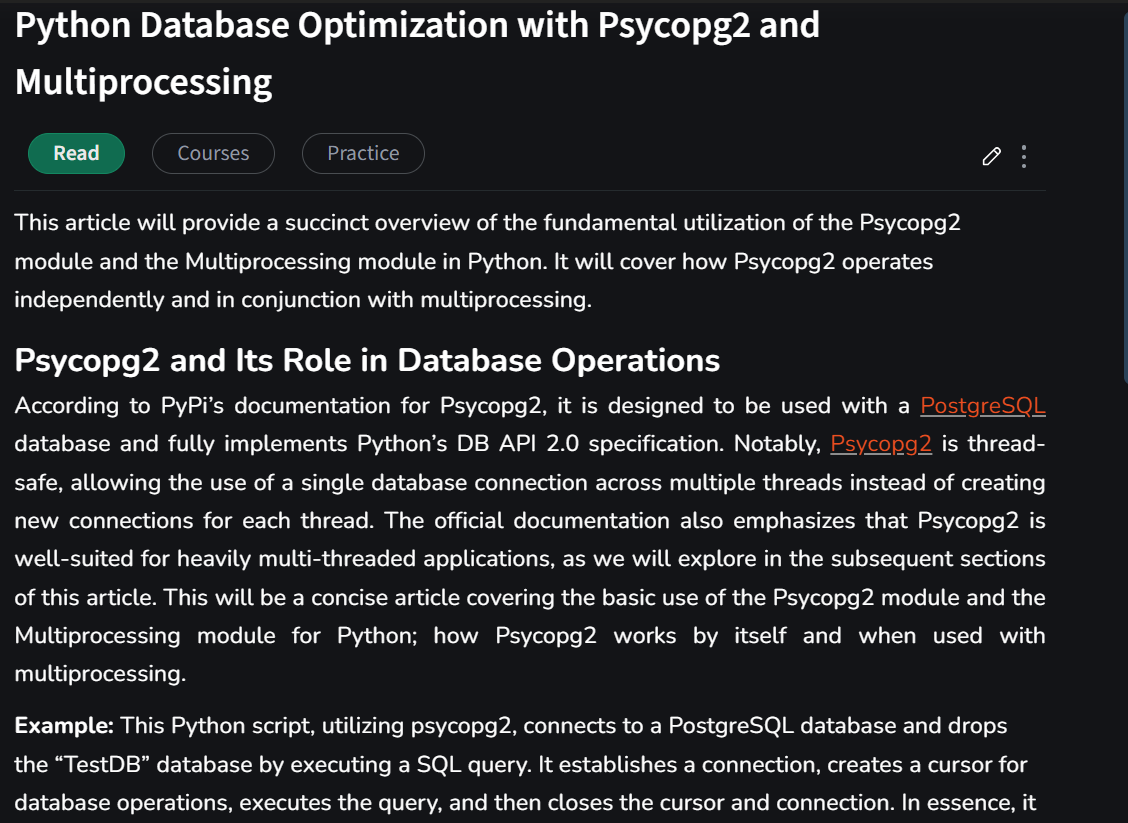 Python Database Optimization with Psycopg2 and
Multiprocessing
Read Courses Practice
This article will provide a succinct overview of the fundamental utilization of the Psycopg2
module and the Multiprocessing module in Python. It will cover how Psycopg2 operates
independently and in conjunction with multiprocessing.
Psycopg2 and Its Role in Database Operations
According to PyPi’s documentation for Psycopg2, it is designed to be used with a PostgreSQL
database and fully implements Python’s DB API 2.0 specification. Notably, Psycopg2 is thread-
safe, allowing the use of a single database connection across multiple threads instead of creating
new connections for each thread. The official documentation also emphasizes that Psycopg2 is
well-suited for heavily multi-threaded applications, as we will explore in the subsequent sections
of this article. This will be a concise article covering the basic use of the Psycopg2 module and the
Multiprocessing module for Python; how Psycopg2 works by itself and when used with
multiprocessing.
Example: This Python script, utilizing psycopg2, connects to a PostgreSQL database and drops
the “TestDB” database by executing a SQL query. It establishes a connection, creates a cursor for
database operations, executes the query, and then closes the cursor and connection. In essence, it